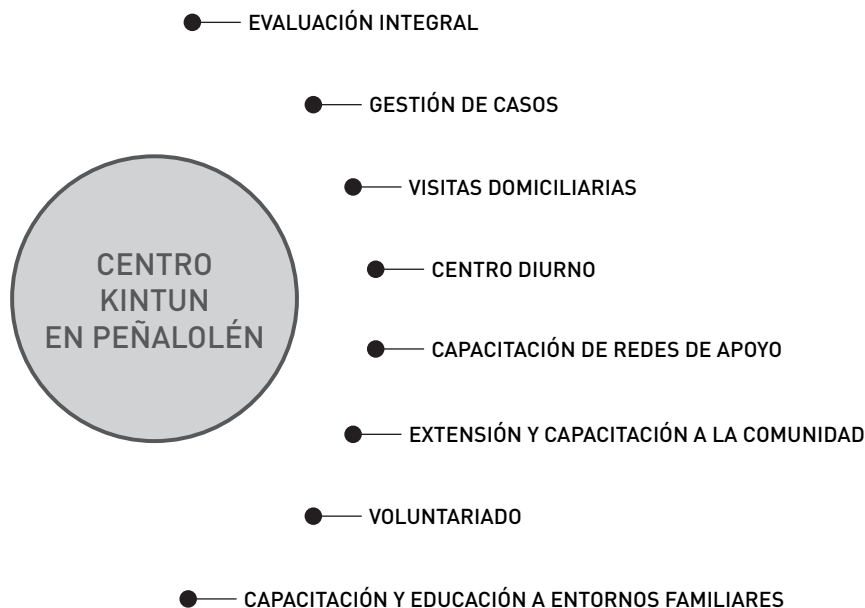 EVALUACIÓN INTEGRAL
GESTIÓN DE CASOS
VISITAS DOMICILIARIAS
CENTRO DIURNO
CENTRO
KINTUN
EN PEÑALOLÉN
CAPACITACIÓN DE REDES DE APOYO
EXTENSIÓN Y CAPACITACIÓN A LA COMUNIDAD
VOLUNTARIADO
CAPACITACIÓN Y EDUCACIÓN A ENTORNOS FAMILIARES